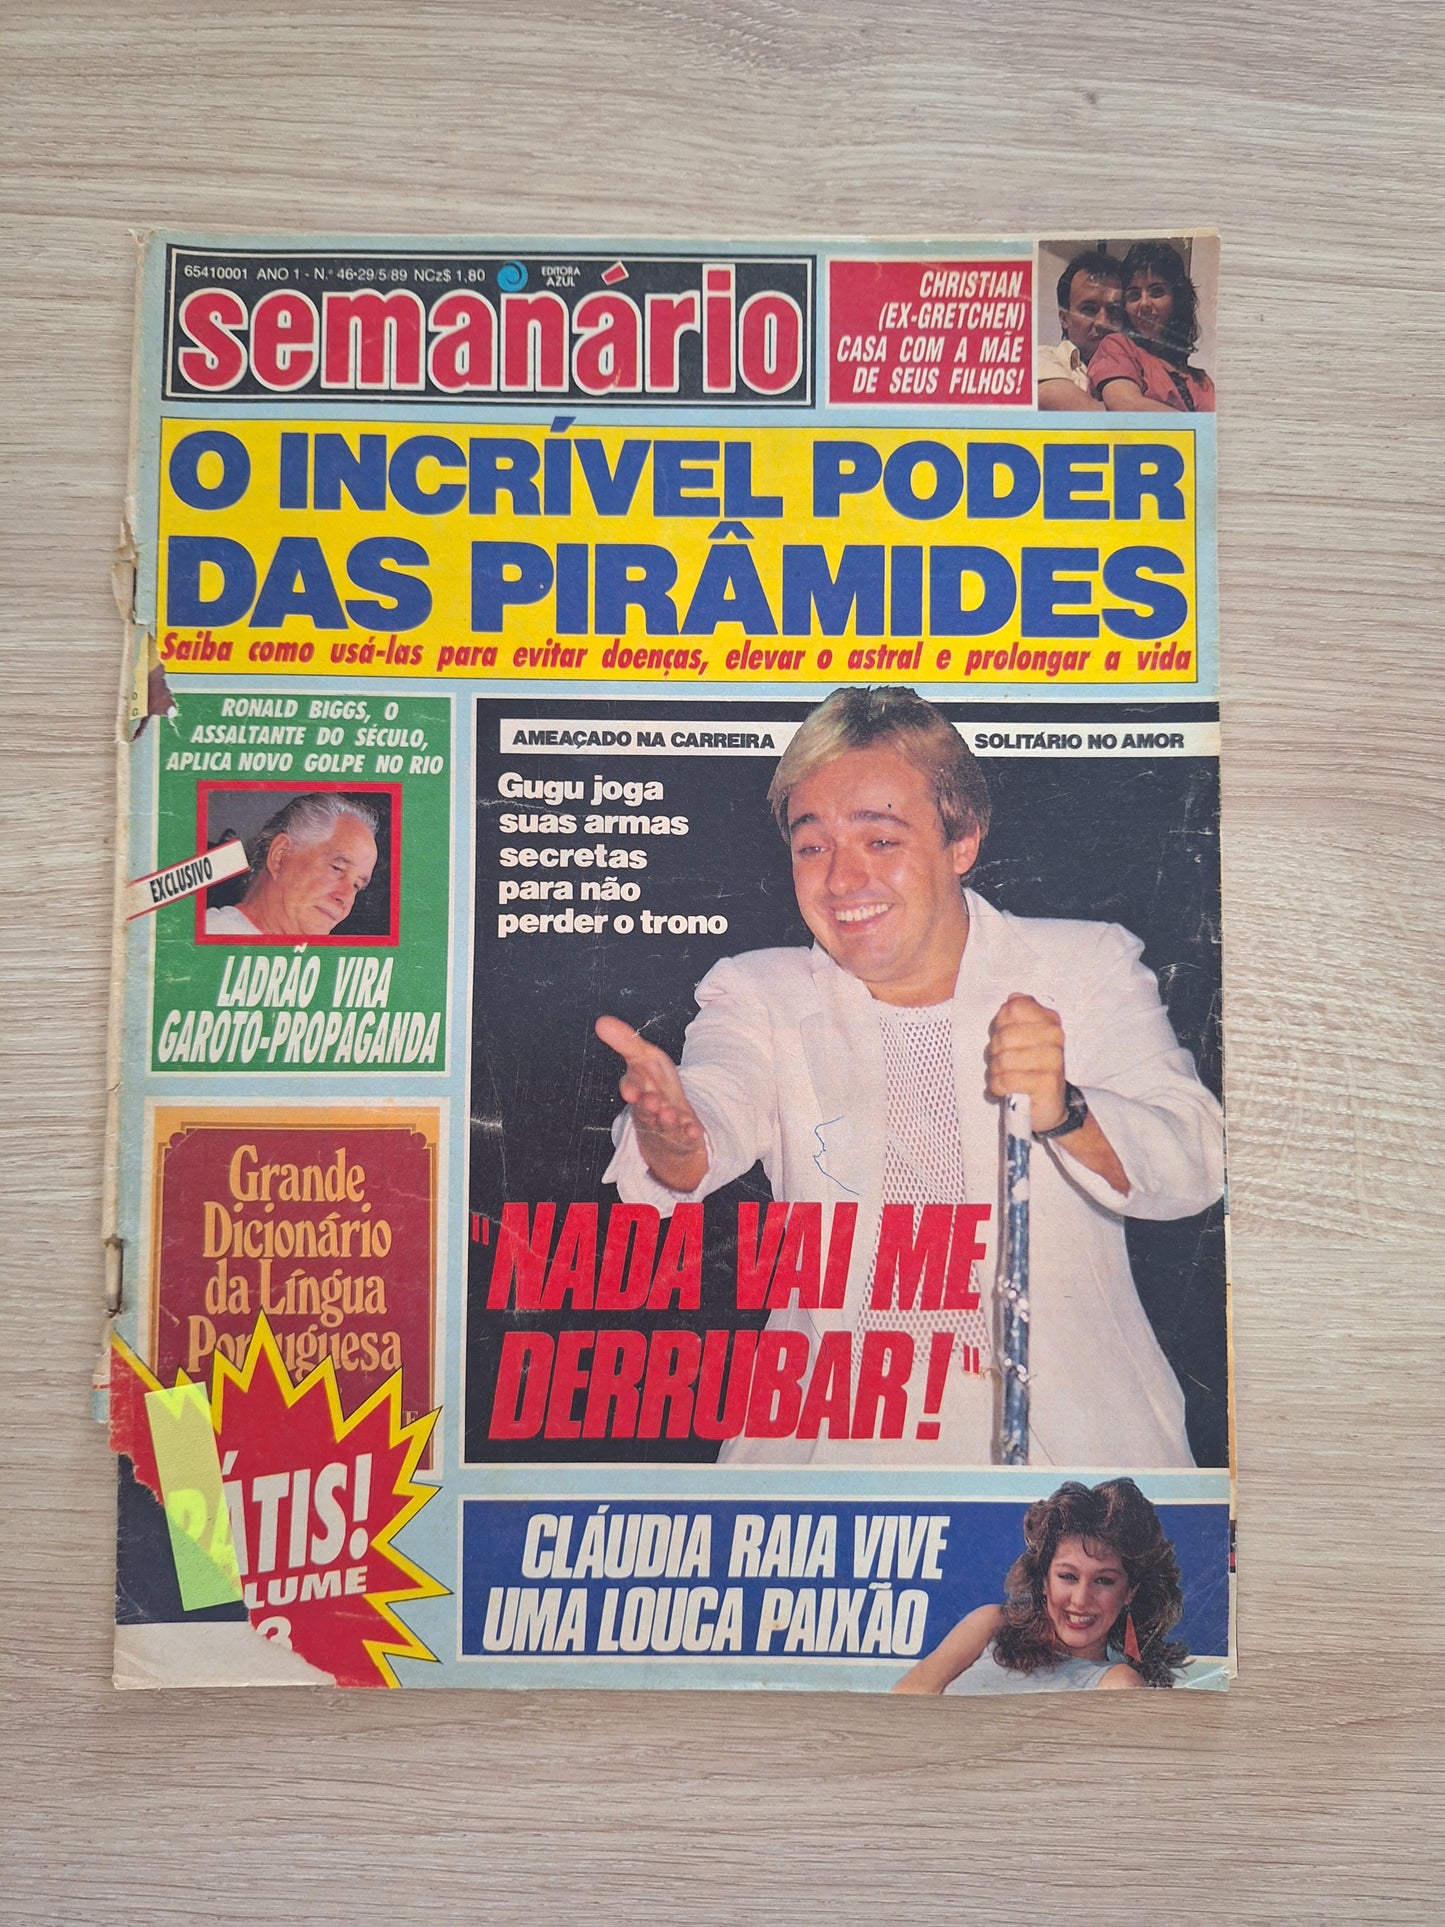 65410001 ANO 1 - N.º 46•29/5/89 NCz$ 1,80
EDITORA
AZUL
semanário
CHRISTIAN
(EX-GRETCHEN)
CASA COM A MÃE
DE SEUS FILHOS!
O INCRÍVEL PODER
DAS PIRÂMIDES
Saiba como usá-las para evitar doenças, elevar o astral e prolongar a vida
RONALD BIGGS, O
ASSALTANTE DO SÉCULO,
APLICA NOVO GOLPE NO RIO
EXCLUSIVO
LADRÃO VIRA
GAROTO-PROPAGANDA
AMEAÇADO NA CARREIRA
SOLITÁRIO NO AMOR
Gugu joga
suas armas
secretas
para não
perder o trono
"NADA VAI ME
DERRUBAR!"
Grande
Dicionário
da Língua
Portuguesa
RÁTIS!
LUME
3
CLÁUDIA RAIA VIVE
UMA LOUCA PAIXÃO